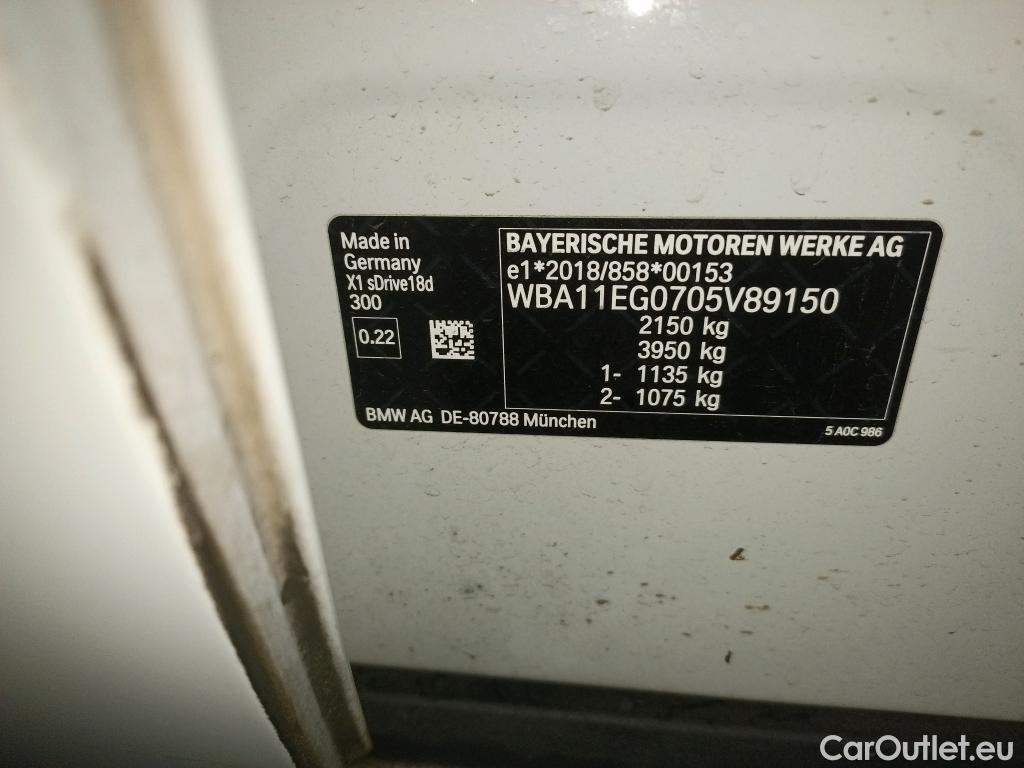 Made in
Germany
X1 sDrive18d
300
0.22
BMW AG DE-80788 München
BAYERISCHE MOTOREN WERKE AG
e1*2018/858*00153
WBA11EG0705V89150
2150 kg
3950 kg
1- 1135 kg
2- 1075 kg
5 A0C 986
CarOutlet.eu